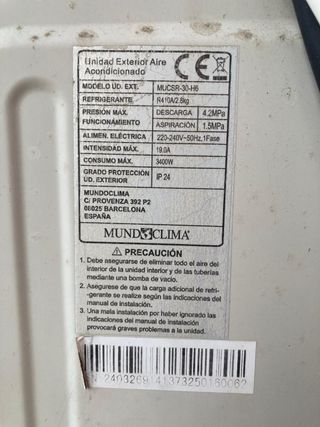 Unidad Exterior Aire
Acondicionado
CE
MODELO UD. EXT. MUCSR-30-H6
REFRIGERANTE. R410A/2.8kg
PRESIÓN MAX. FUNCIONAMIENTO DESCARGA 4.2MPa
ASPIRACIÓN 1.5MPa
ALIMEN. ELÉCTRICA 220-240V~50Hz,1Fase
INTENSIDAD MÁX. 19.0A
CONSUMO MÁX. 3400W
GRADO PROTECCIÓN
UD. EXTERIOR IP 24
MUNDOCLIMA
C/ PROVENZA 392 P2
08025 BARCELONA
ESPAÑA
MUNDOCLIMA®
⚠ PRECAUCIÓN
1. Debe asegurarse de eliminar todo el aire del
interior de la unidad interior y de las tuberías
mediante una bomba de vacio.
2. Asegurese de que la carga adicional de refri-
-gerante se realize según las indicaciones del
manual de instalación.
3. Una mala instalación por haber ignorado las
indicaciones del manual de instalación
provocará graves problemas a la unidad.